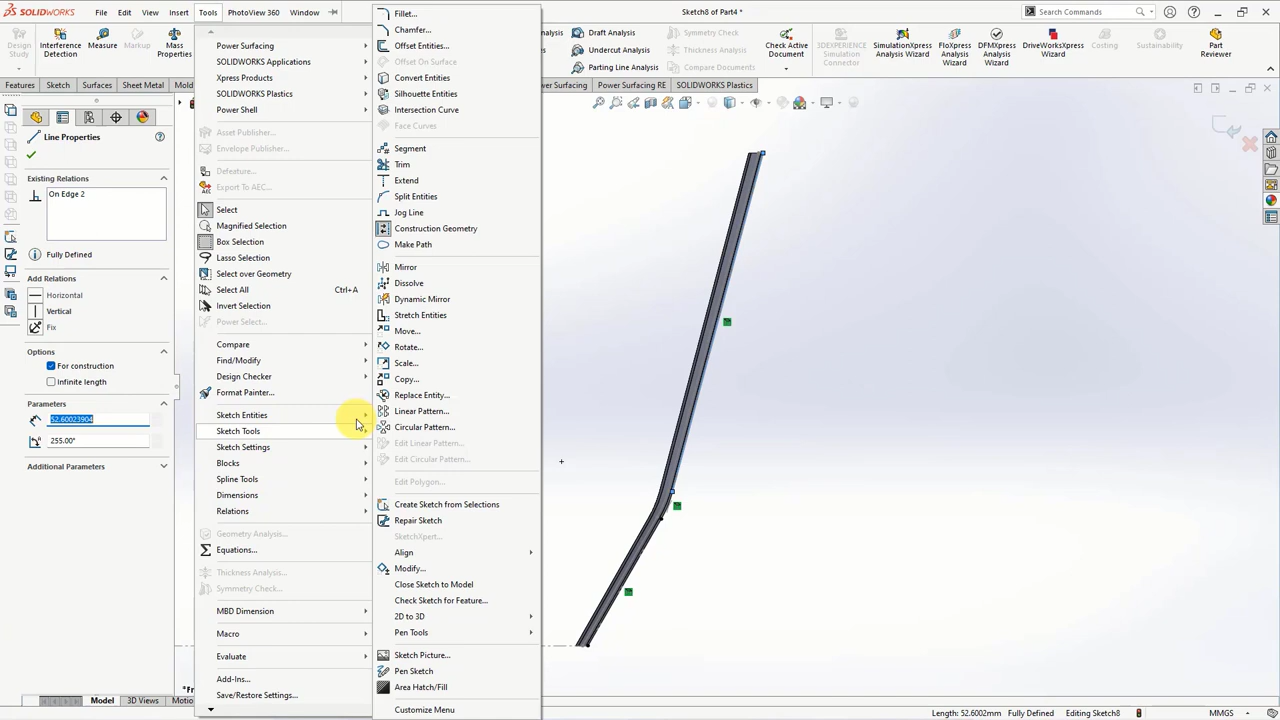 SOLIDWORKS
File
Edit
View
Insert
Tools
PhotoView 360
Window
Sketch8 of Part4 *
Search Commands
Design Study
Interference Detection
Measure
Markup
Mass Properties
Draft Analysis
Undercut Analysis
Parting Line Analysis
Symmetry Check
Thickness Analysis
Compare Documents
Check Active Document
3DEXPERIENCE Simulation Connector
SimulationXpress Analysis Wizard
FloXpress Analysis Wizard
DFMXpress Analysis Wizard
DriveWorksXpress Wizard
Costing
Sustainability
Part Reviewer
Features
Sketch
Surfaces
Sheet Metal
Power Surfacing RE
SOLIDWORKS Plastics
Line Properties
Existing Relations
On Edge 2
Fully Defined
Add Relations
Horizontal
Vertical
Fix
Options
For construction
Infinite length
Parameters
52.60023904
255.00°
Additional Parameters
Power Surfacing
SOLIDWORKS Applications
Xpress Products
SOLIDWORKS Plastics
Power Shell
Asset Publisher...
Envelope Publisher...
Defeature...
Export To AEC...
Select
Magnified Selection
Box Selection
Lasso Selection
Select over Geometry
Select All Ctrl+A
Invert Selection
Power Select...
Compare
Find/Modify
Design Checker
Format Painter...
Sketch Entities
Sketch Tools
Sketch Settings
Blocks
Spline Tools
Dimensions
Relations
Geometry Analysis...
Equations...
Thickness Analysis...
Symmetry Check...
MBD Dimension
Macro
Evaluate
Add-Ins...
Save/Restore Settings...
Fillet...
Chamfer...
Offset Entities...
Offset On Surface
Convert Entities
Silhouette Entities
Intersection Curve
Face Curves
Segment
Trim
Extend
Split Entities
Jog Line
Construction Geometry
Make Path
Mirror
Dissolve
Dynamic Mirror
Stretch Entities
Move...
Rotate...
Scale...
Copy...
Replace Entity...
Linear Pattern...
Circular Pattern...
Edit Linear Pattern...
Edit Circular Pattern...
Edit Polygon...
Create Sketch from Selections
Repair Sketch
SketchXpert...
Align
Modify...
Close Sketch to Model
Check Sketch for Feature...
2D to 3D
Pen Tools
Sketch Picture...
Pen Sketch
Area Hatch/Fill
Customize Menu
Model
3D Views
Length: 52.6002mm
Fully Defined
Editing Sketch8
MMGS